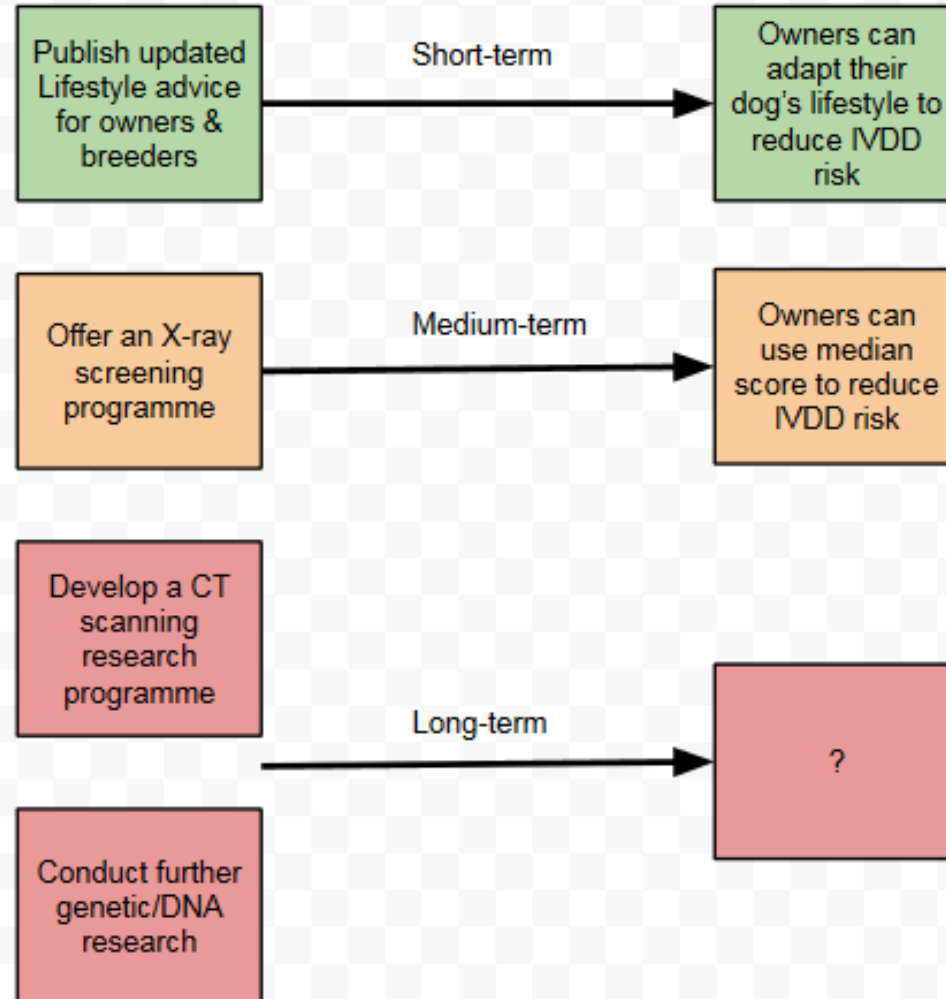 Publish updated
Lifestyle advice
for owners &
breeders
Short-term
Owners can
adapt their
dog's lifestyle to
reduce IVDD
risk
Offer an X-ray
screening
programme
Medium-term
Owners can
use median
score to reduce
IVDD risk
Develop a CT
scanning
research
programme
Long-term
?
Conduct further
genetic/DNA
research